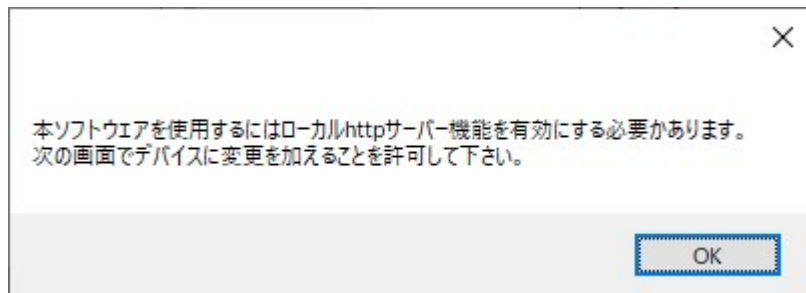 本ソフトウェアを使用するにはローカルhttpサーバー機能を有効にする必要かあります。
次の画面でデバイスに変更を加えることを許可して下さい。
OK